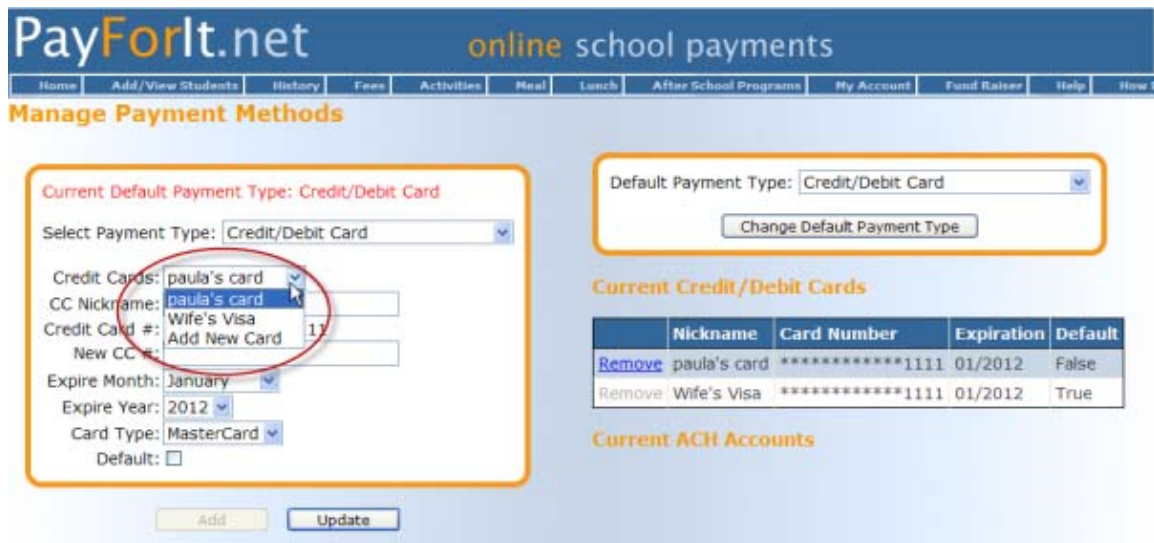 PayForIt.net online school payments
Home Add/View Students History Fees Activities Meal Lunch After School Programs My Account Fund Raiser Help How
Manage Payment Methods
Current Default Payment Type: Credit/Debit Card
Select Payment Type: Credit/Debit Card
Credit Cards: paula's card
paula's card
Wife's Visa
Add New Card
CC Nickname:
Credit Card #: 11
New CC #:
Expire Month: January
Expire Year: 2012
Card Type: MasterCard
Default:
Add Update
Default Payment Type: Credit/Debit Card
Change Default Payment Type
Current Credit/Debit Cards
Nickname Card Number Expiration Default
Remove paula's card ************1111 01/2012 False
Remove Wife's Visa ************1111 01/2012 True
Current ACH Accounts